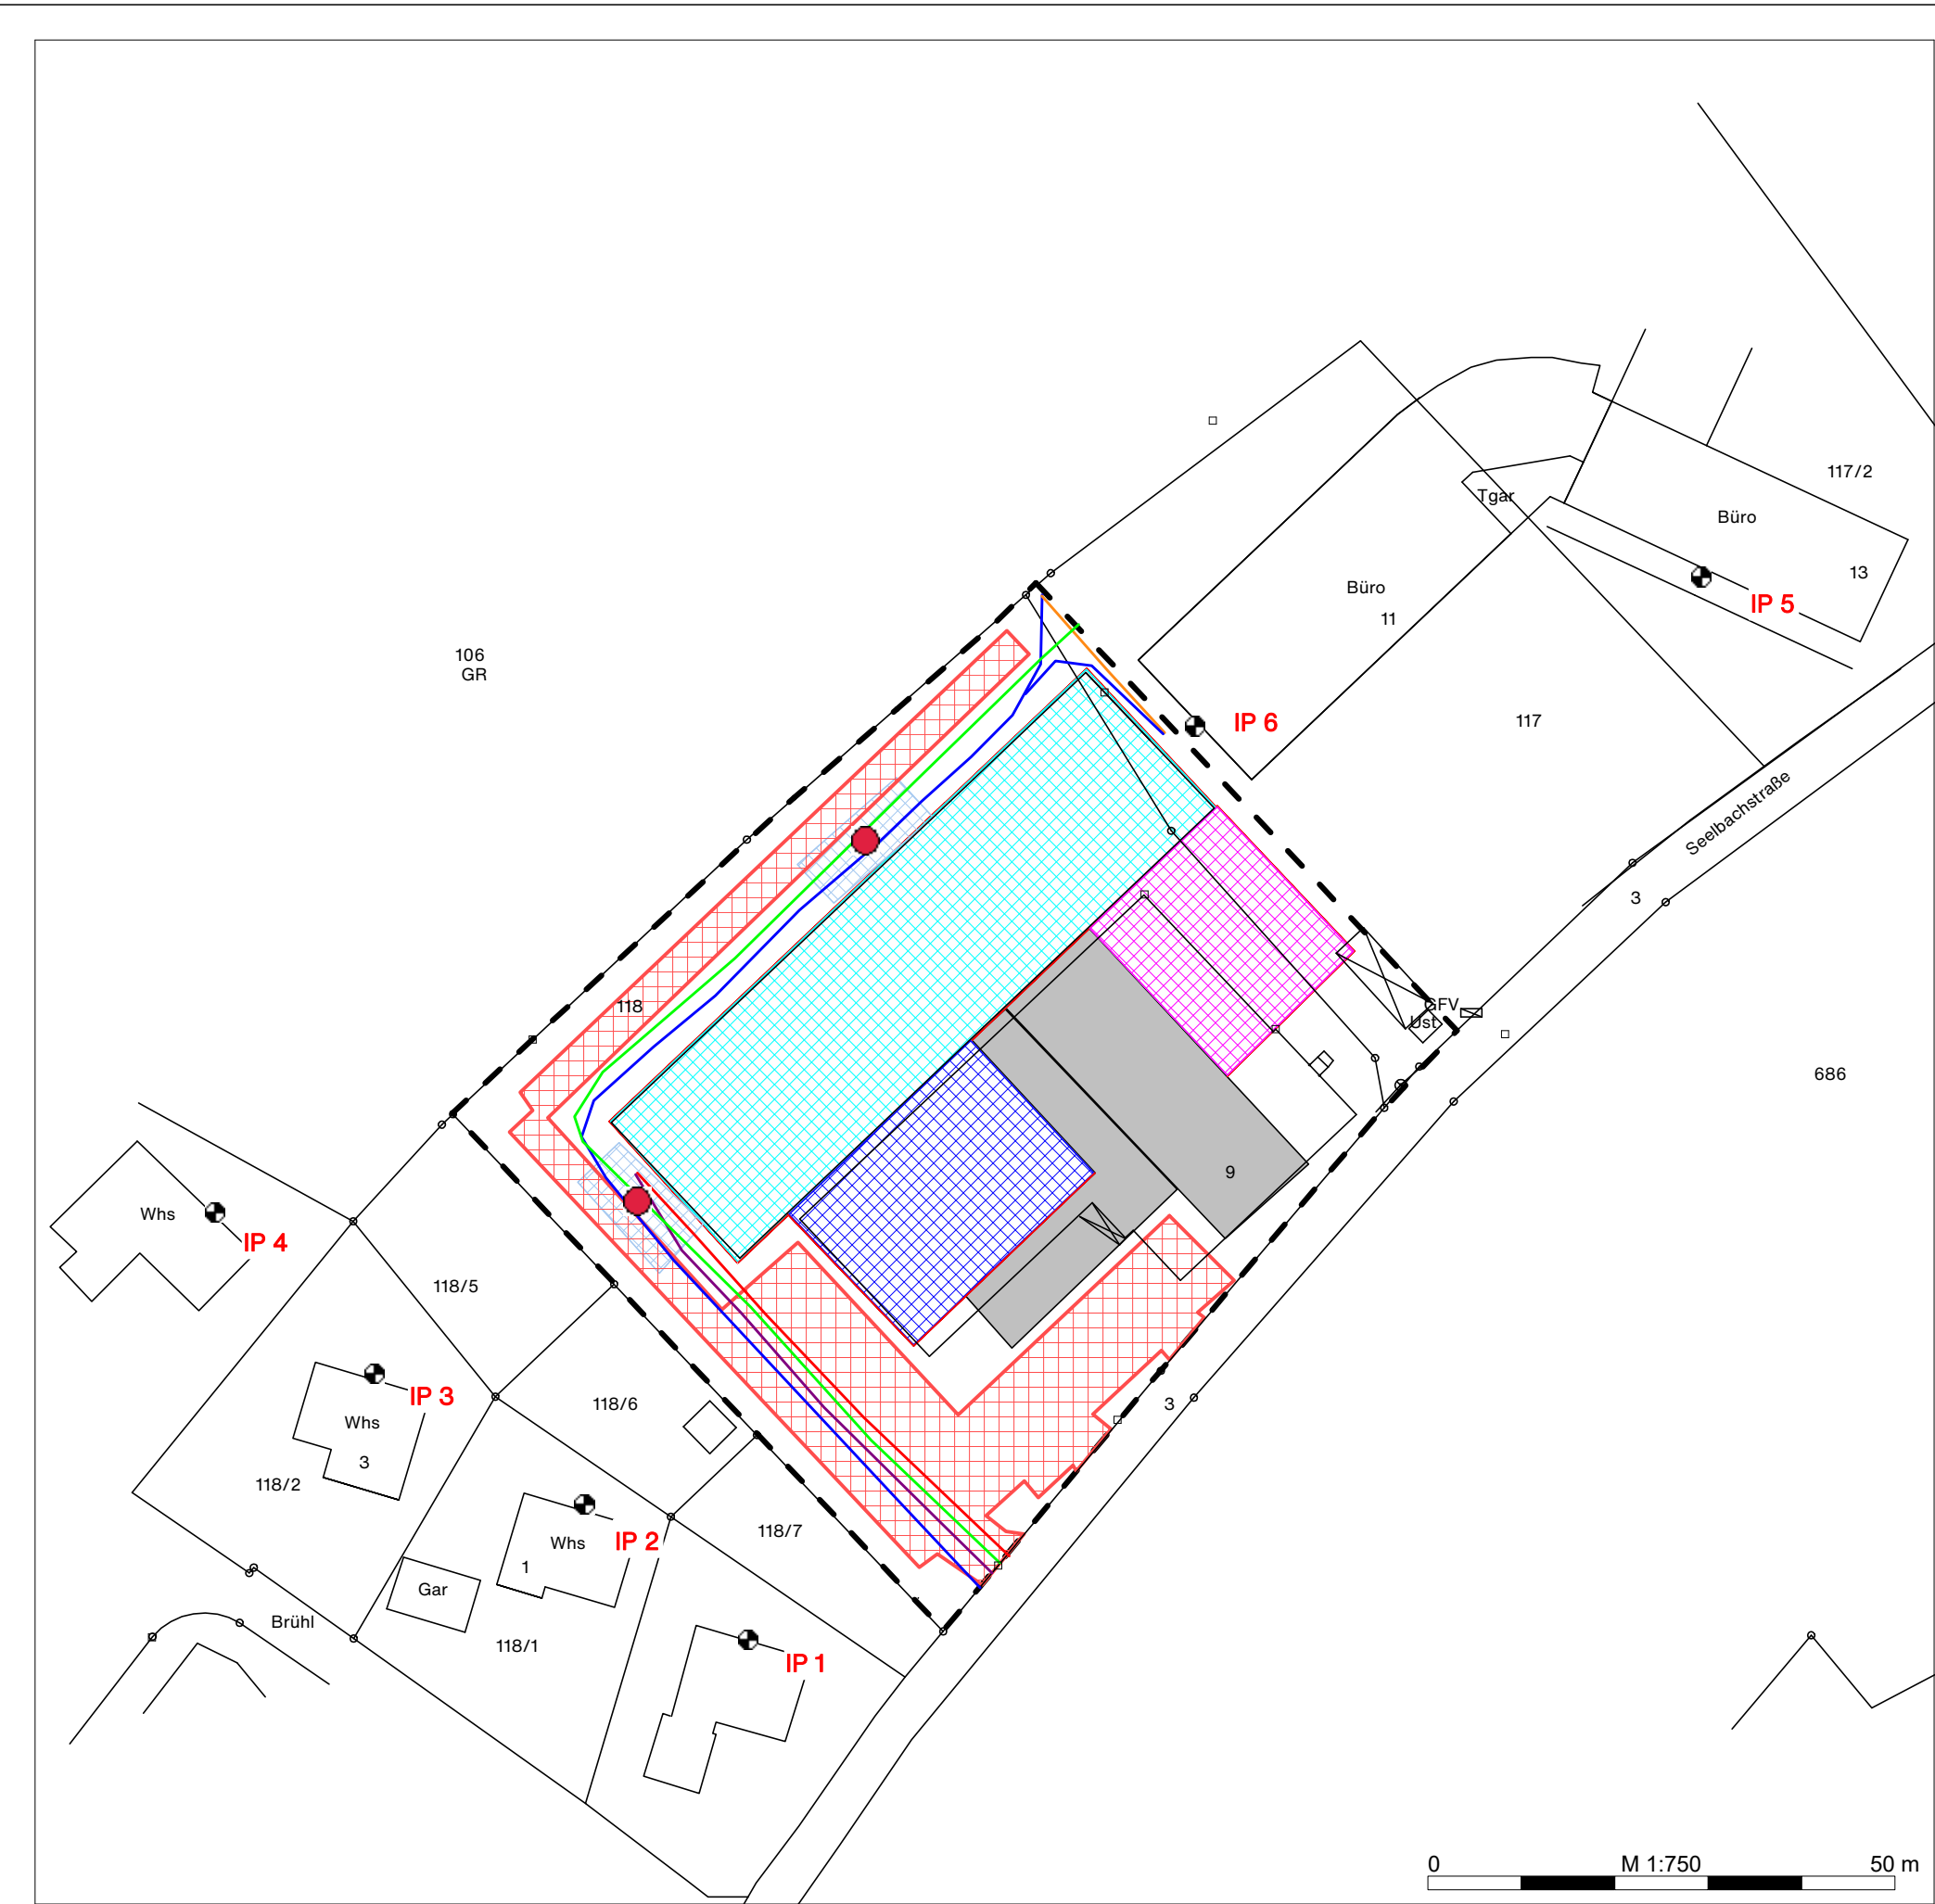 117/2
Tgar
Büro
13
IP 5
Büro
11
106
GR
IP 6
117
Seelbachstraße
3
118
GFV
Ust
686
9
Whs
IP 4
118/5
IP 3
118/6
3
Whs
3
118/2
118/7
IP 2
Whs
1
Gar
Brühl
118/1
IP 1
0 M 1:750 50 m